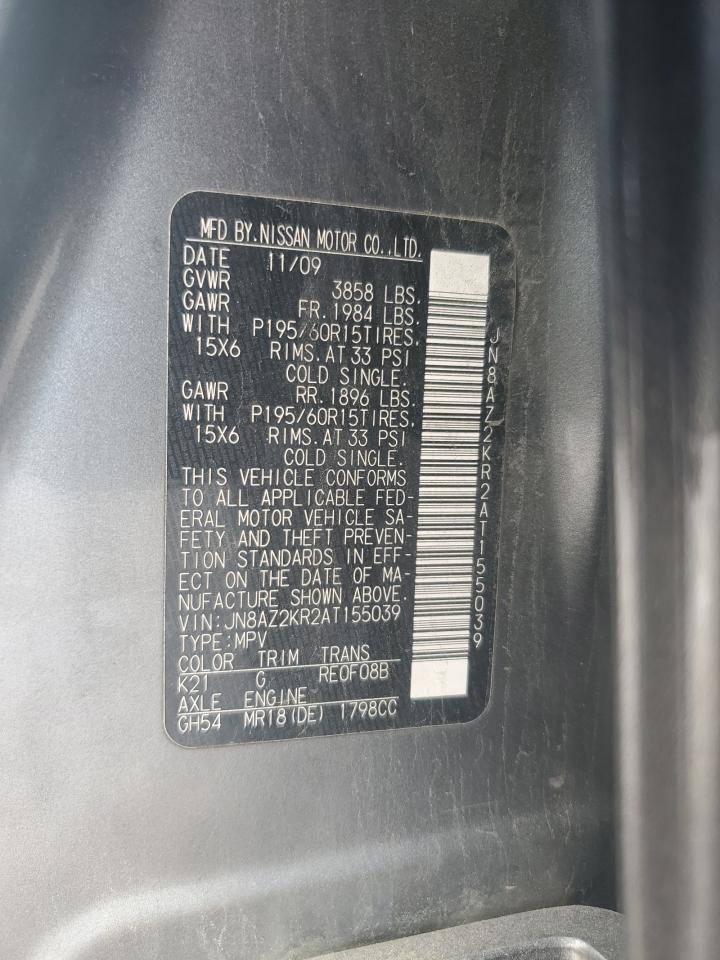 MFD BY.NISSAN MOTOR CO.,LTD.
DATE 11/09
GVWR 3858 LBS.
GAWR FR.1984 LBS.
WITH P195/60R15TIRES,
15X6 RIMS.AT 33 PSI
COLD SINGLE.
GAWR RR.1896 LBS.
WITH P195/60R15TIRES,
15X6 RIMS.AT 33 PSI
COLD SINGLE.
THIS VEHICLE CONFORMS
TO ALL APPLICABLE FED-
ERAL MOTOR VEHICLE SA-
FETY AND THEFT PREVEN-
TION STANDARDS IN EFF-
ECT ON THE DATE OF MA-
NUFACTURE SHOWN ABOVE.
VIN:JN8AZ2KR2AT155039
TYPE:MPV
COLOR TRIM TRANS
K21 G RE0F08B
AXLE ENGINE
GH54 MR18(DE) 1798CC
JN8AZ2KR2AT155039